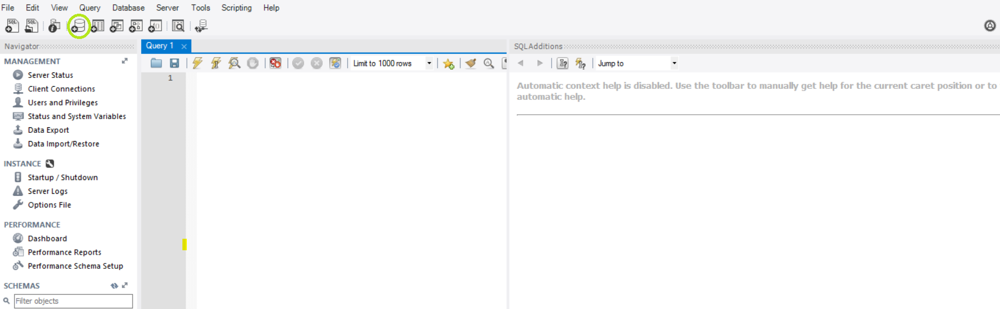 File Edit View Query Database Server Tools Scripting Help
SQL SQL
Navigator
MANAGEMENT
Server Status
Client Connections
Users and Privileges
Status and System Variables
Data Export
Data Import/Restore
INSTANCE
Startup / Shutdown
Server Logs
Options File
PERFORMANCE
Dashboard
Performance Reports
Performance Schema Setup
SCHEMAS
Filter objects
Query 1
Limit to 1000 rows
1
SQLAdditions
Jump to
Automatic context help is disabled. Use the toolbar to manually get help for the current caret position or to
automatic help.